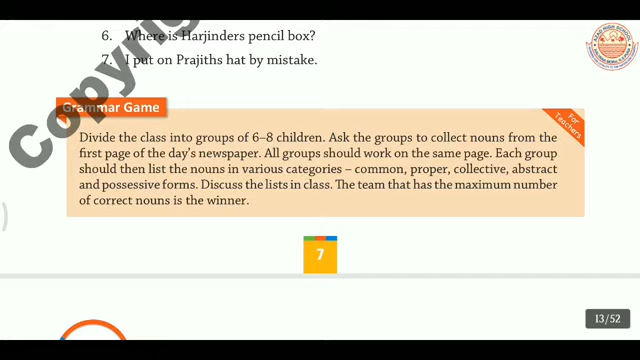 6. Where is Harjinders pencil box?
7. I put on Prajiths hat by mistake.
Copyrig
Grammar Game
For Teachers
Divide the class into groups of 6–8 children. Ask the groups to collect nouns from the
first page of the day's newspaper. All groups should work on the same page. Each group
should then list the nouns in various categories – common, proper, collective, abstract
and possessive forms. Discuss the lists in class. The team that has the maximum number
of correct nouns is the winner.
7
13/52